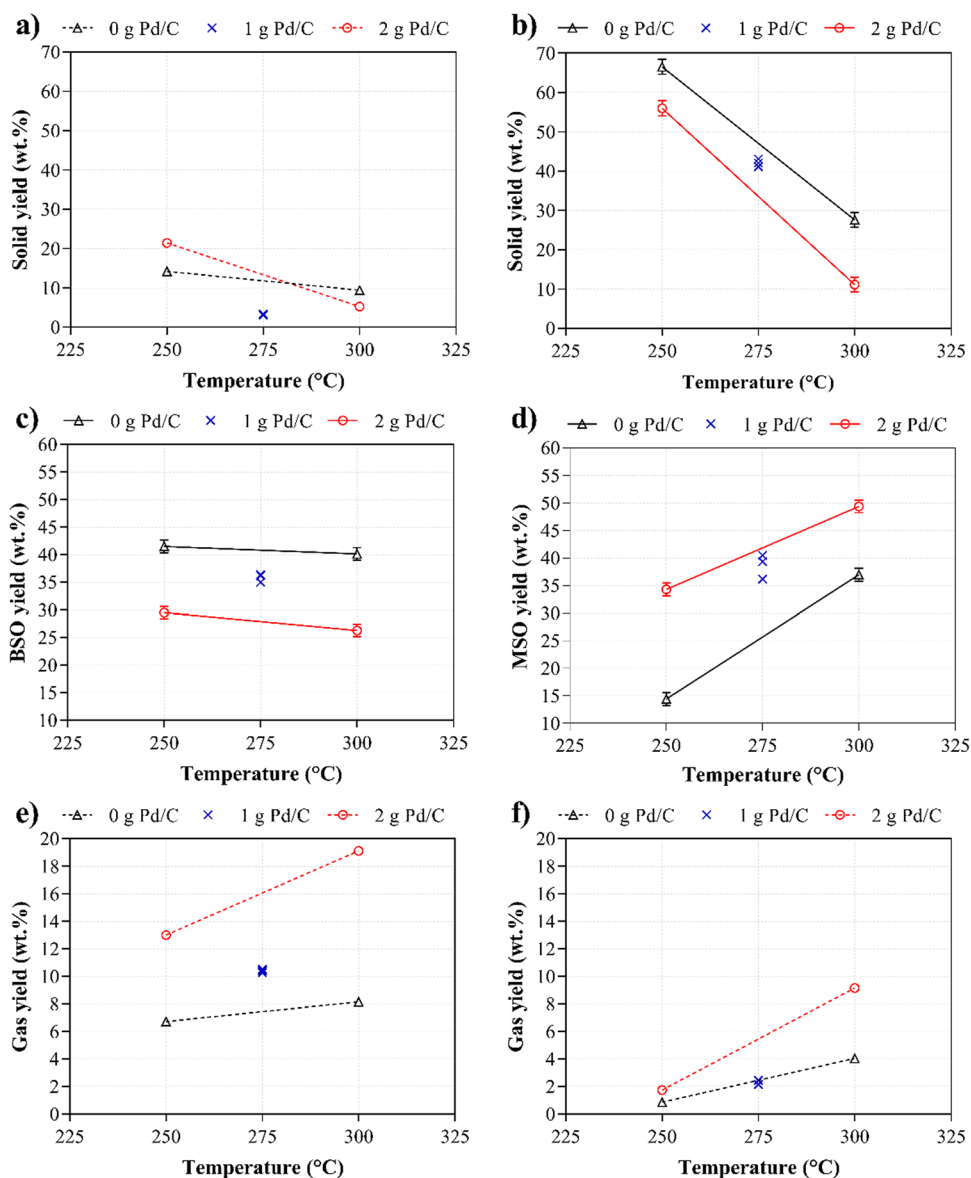 a) 0 g Pd/C 1 g Pd/C 2 g Pd/C
70
60
50
40
30
20
10
0
Solid yield (wt.%)
225 250 275 300 325
Temperature (°C)
b) 0 g Pd/C 1 g Pd/C 2 g Pd/C
70
60
50
40
30
20
10
0
Solid yield (wt.%)
225 250 275 300 325
Temperature (°C)
c) 0 g Pd/C 1 g Pd/C 2 g Pd/C
60
55
50
45
40
35
30
25
20
15
10
BSO yield (wt.%)
225 250 275 300 325
Temperature (°C)
d) 0 g Pd/C 1 g Pd/C 2 g Pd/C
60
55
50
45
40
35
30
25
20
15
10
MSO yield (wt.%)
225 250 275 300 325
Temperature (°C)
e) 0 g Pd/C 1 g Pd/C 2 g Pd/C
20
18
16
14
12
10
8
6
4
2
0
Gas yield (wt.%)
225 250 275 300 325
Temperature (°C)
f) 0 g Pd/C 1 g Pd/C 2 g Pd/C
20
18
16
14
12
10
8
6
4
2
0
Gas yield (wt.%)
225 250 275 300 325
Temperature (°C)